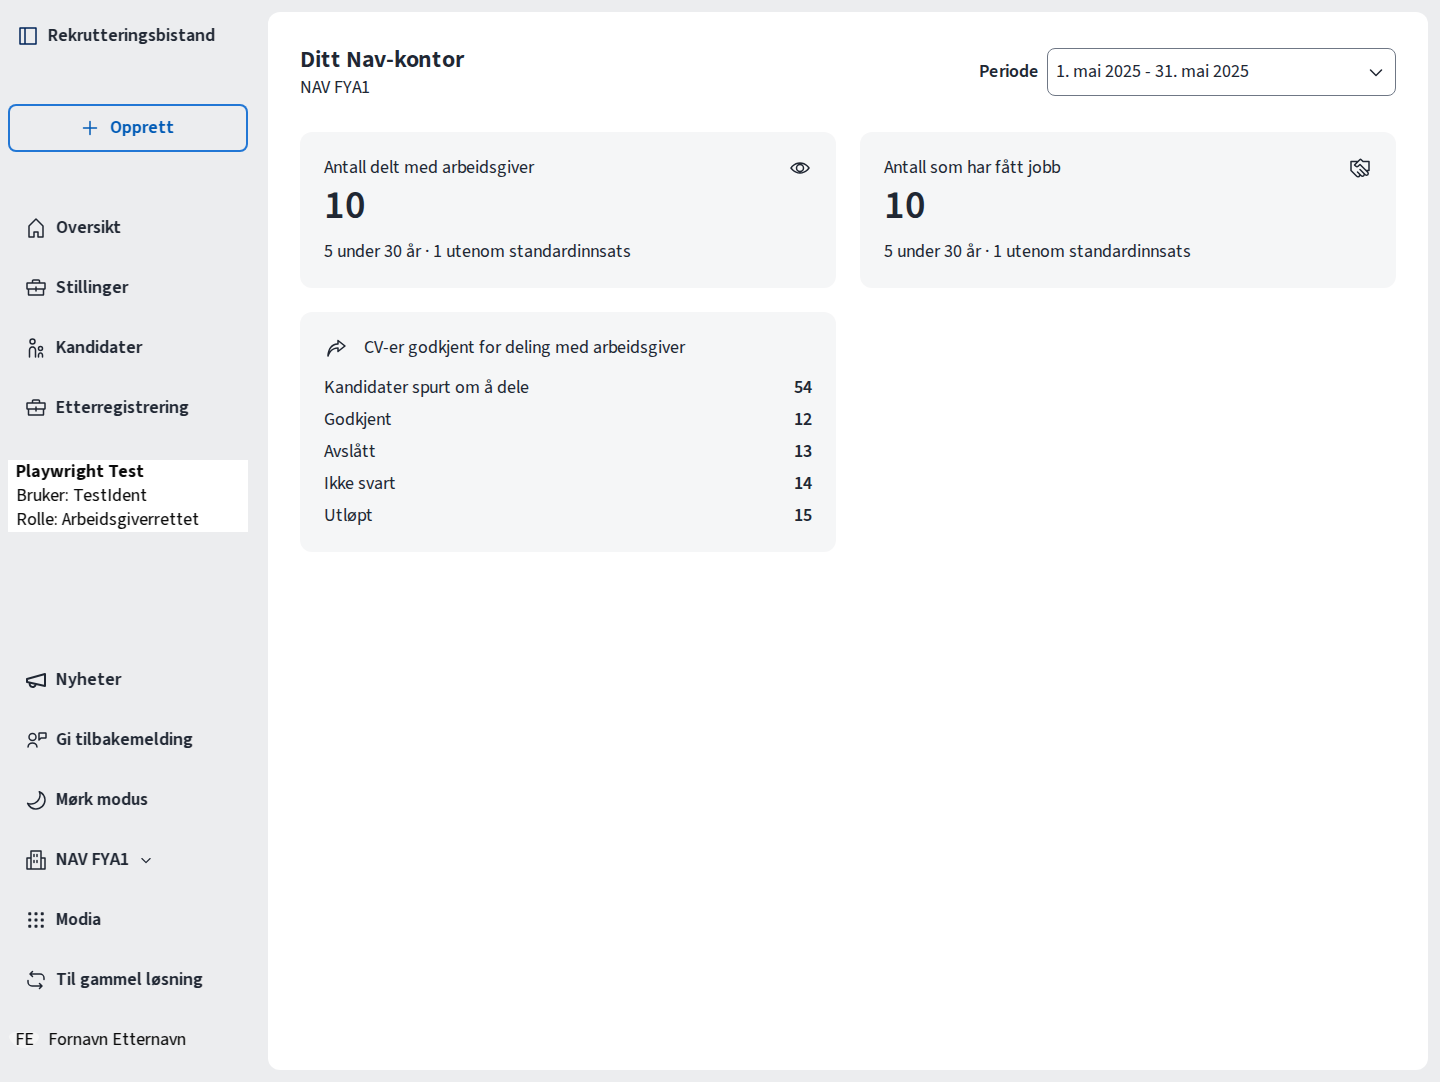 Rekrutteringsbistand
Opprett
Oversikt
Stillinger
Kandidater
Etterregistrering
Playwright Test
Bruker: TestIdent
Rolle: Arbeidsgiverrettet
Nyheter
Gi tilbakemelding
Mørk modus
NAV FYA1
Modia
Til gammel løsning
FE Fornavn Etternavn
Ditt Nav-kontor
NAV FYA1
Periode 1. mai 2025 - 31. mai 2025
Antall delt med arbeidsgiver
10
5 under 30 år · 1 utenom standardinnsats
Antall som har fått jobb
10
5 under 30 år · 1 utenom standardinnsats
CV-er godkjent for deling med arbeidsgiver
Kandidater spurt om å dele 54
Godkjent 12
Avslått 13
Ikke svart 14
Utløpt 15